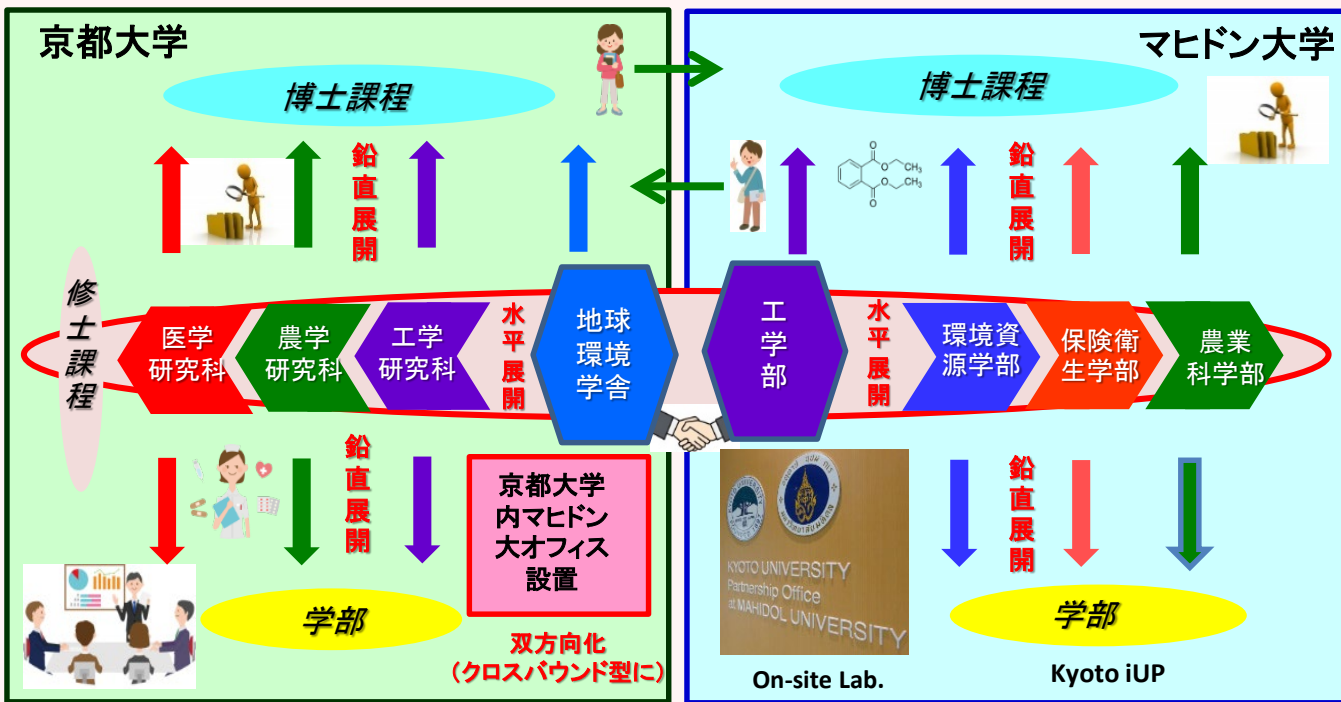 京都大学
マヒドン大学
博士課程
博士課程
鉛直展開
鉛直展開
O
O
O
O
CH₃
CH₃
修士課程
医学
研究科
農学
研究科
工学
研究科
水平展開
地球
環境
学舎
工学部
水平展開
環境資
源学部
保険衛
生学部
農業
科学部
鉛直展開
京都大学
内マヒドン
大オフィス
設置
KYOTO UNIVERSITY
Partnership Office
at MAHIDOL UNIVERSITY
鉛直展開
学部
学部
双方向化
(クロスバウンド型に)
On-site Lab.
Kyoto iUP